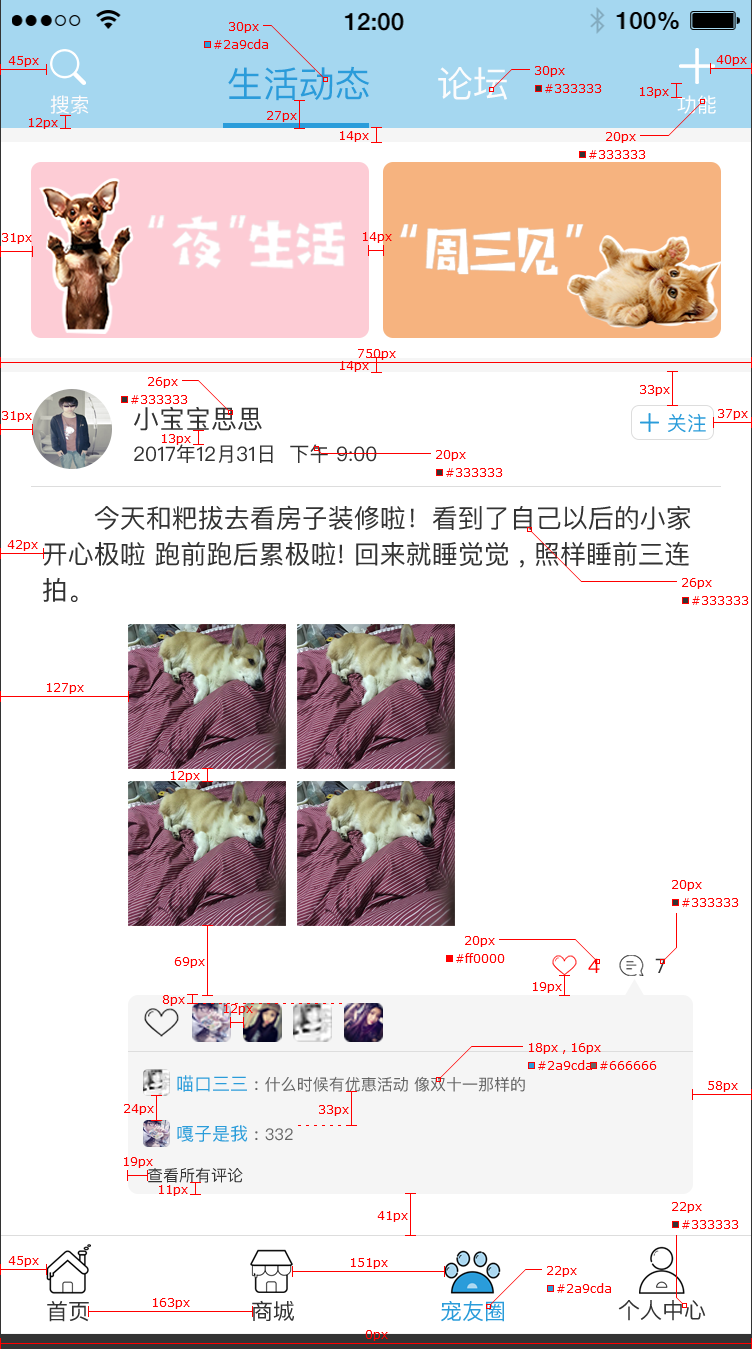 12:00
100%
30px
#2a9cda
45px
生活动态
论坛
30px
#333333
40px
13px
搜索
功能
12px
27px
14px
20px
#333333
31px
“夜”生活
14px
“周三见”
750px
14px
26px
#333333
33px
31px
小宝宝思思
37px
关注
13px
2017年12月31日 下午 9:00
20px
#333333
今天和粑拔去看房子装修啦！看到了自己以后的小家
42px
开心极啦 跑前跑后累极啦! 回来就睡觉觉，照样睡前三连
拍。
26px
#333333
127px
12px
20px
#333333
20px
#ff0000
69px
4
7
19px
8px
12px
18px , 16px
#2a9cda
#666666
喵口三三：什么时候有优惠活动 像双十一那样的
58px
24px
33px
嘎子是我：332
19px
查看所有评论
11px
41px
22px
#333333
45px
151px
22px
#2a9cda
163px
首页
商城
宠友圈
个人中心
0px